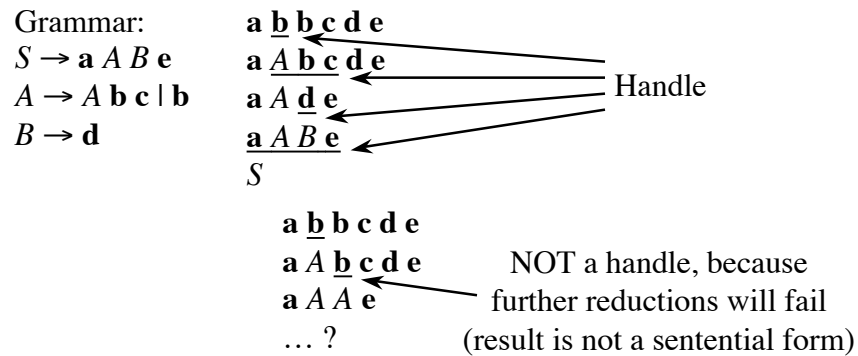 Grammar:
S → a A B e
A → A b c | b
B → d
a b b c d e
a A b c d e
a A d e
a A B e
S
Handle
a b b c d e
a A b c d e
a A A e
… ?
NOT a handle, because
further reductions will fail
(result is not a sentential form)